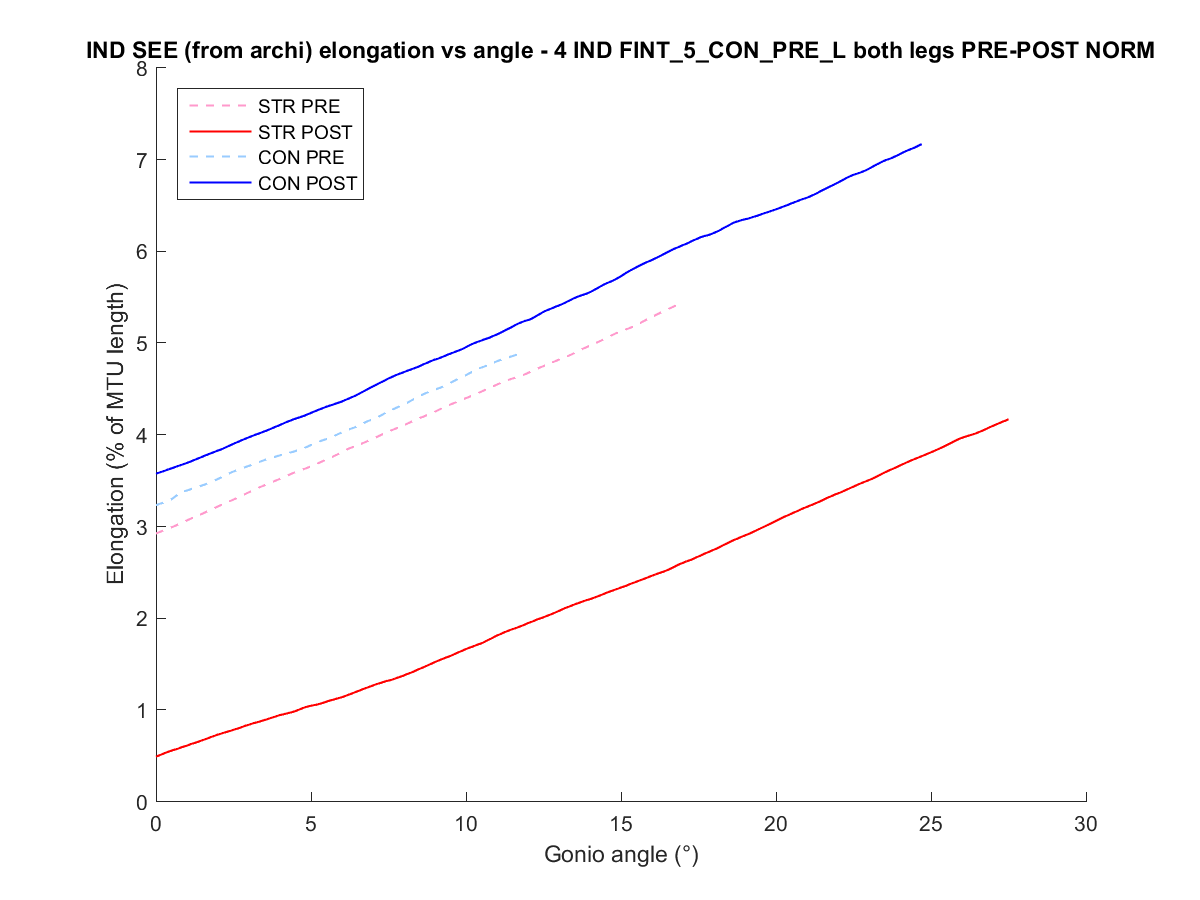 IND SEE (from archi) elongation vs angle - 4 IND FINT_5_CON_PRE_L both legs PRE-POST NORM
8
7
6
5
4
3
2
1
0
STR PRE
STR POST
CON PRE
CON POST
Elongation (% of MTU length)
0 5 10 15 20 25 30
Gonio angle (°)